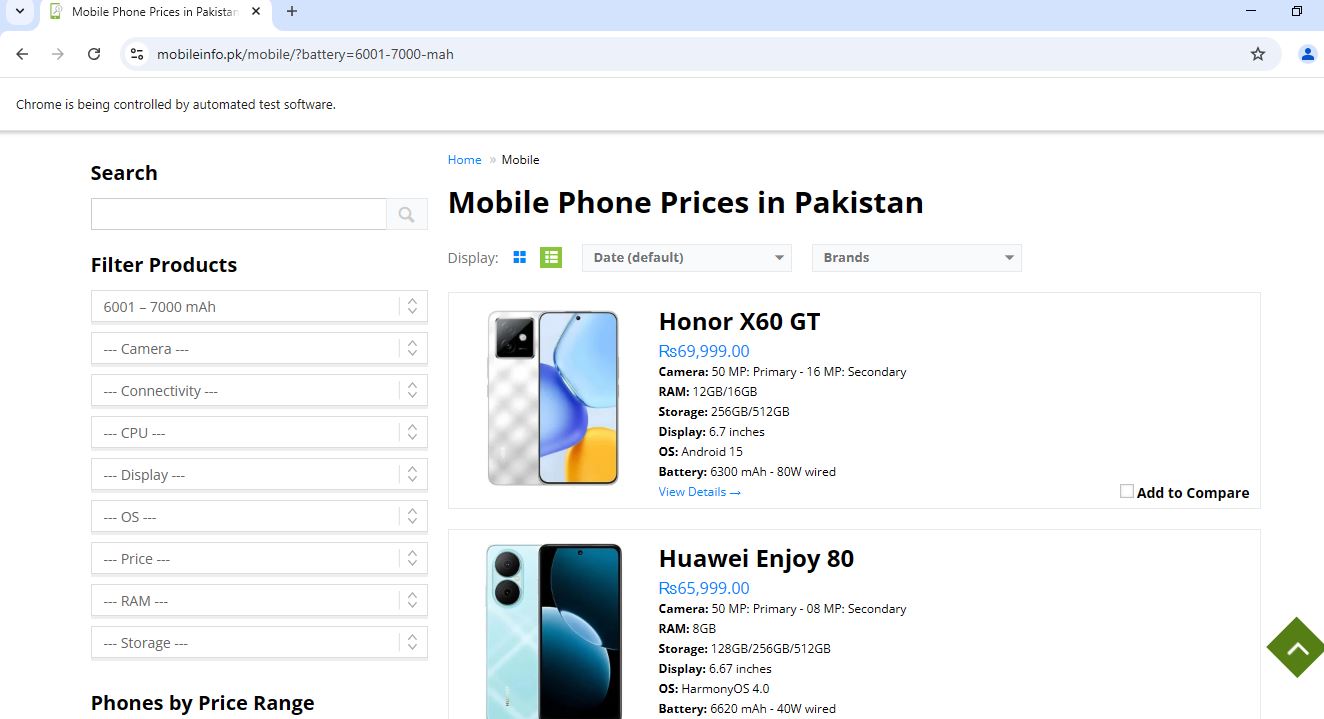 Mobile Phone Prices in Pakistan
mobileinfo.pk/mobile/?battery=6001-7000-mah
Chrome is being controlled by automated test software.
Search
Filter Products
6001 – 7000 mAh
--- Camera ---
--- Connectivity ---
--- CPU ---
--- Display ---
--- OS ---
--- Price ---
--- RAM ---
--- Storage ---
Phones by Price Range
Home » Mobile
Mobile Phone Prices in Pakistan
Display: Date (default) Brands
Honor X60 GT
₨69,999.00
Camera: 50 MP: Primary - 16 MP: Secondary
RAM: 12GB/16GB
Storage: 256GB/512GB
Display: 6.7 inches
OS: Android 15
Battery: 6300 mAh - 80W wired
View Details →
Add to Compare
Huawei Enjoy 80
₨65,999.00
Camera: 50 MP: Primary - 08 MP: Secondary
RAM: 8GB
Storage: 128GB/256GB/512GB
Display: 6.67 inches
OS: HarmonyOS 4.0
Battery: 6620 mAh - 40W wired